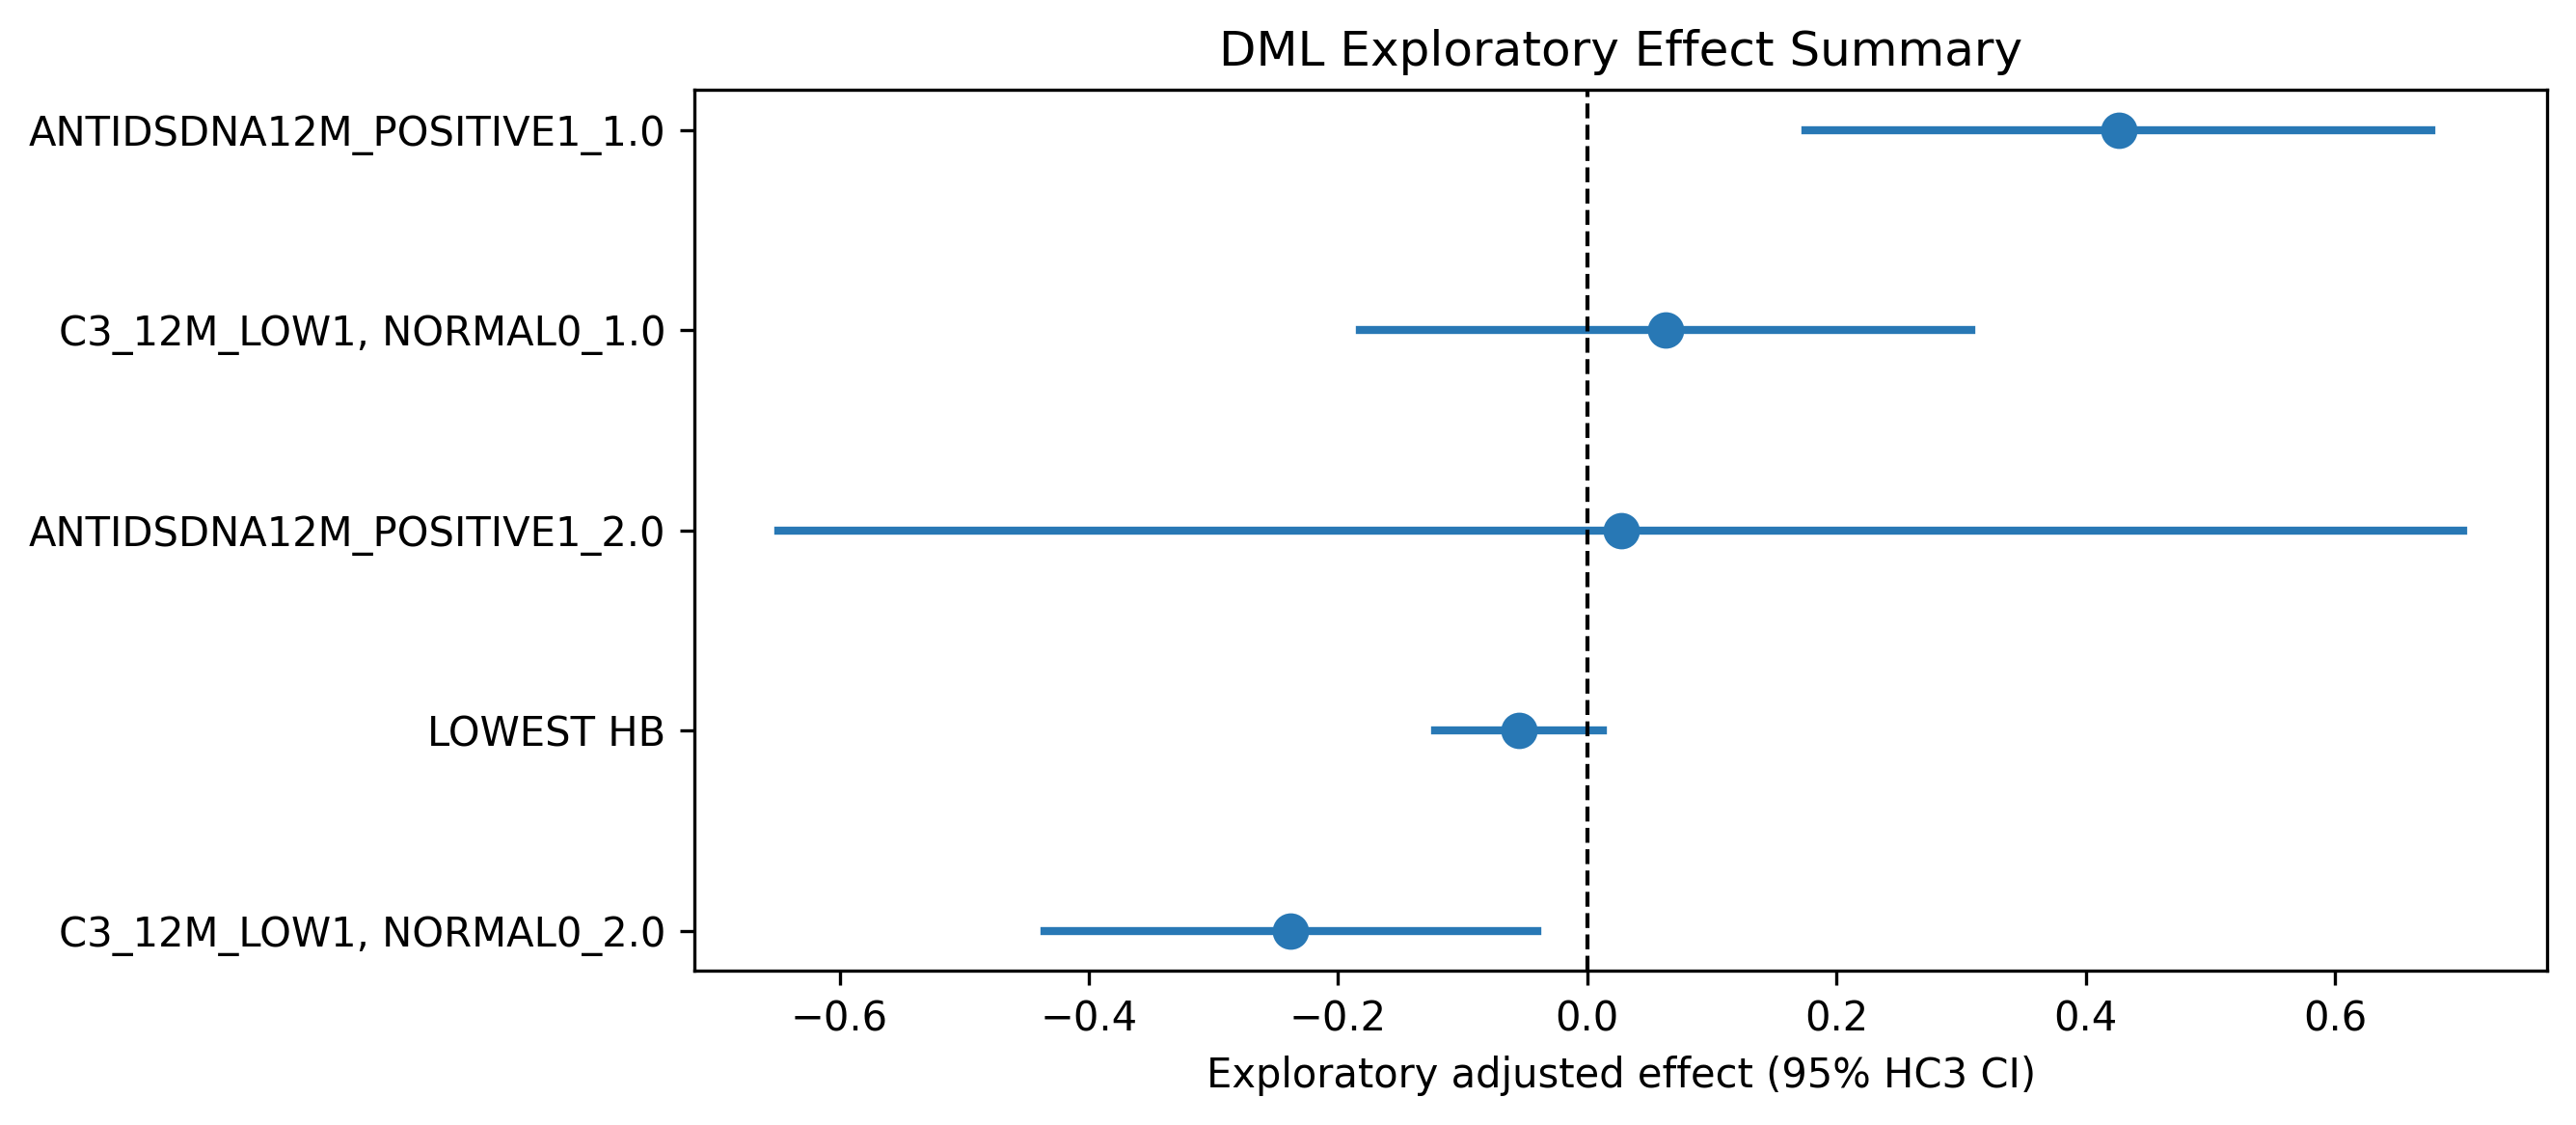 DML Exploratory Effect Summary
ANTIDSDNA12M_POSITIVE1_1.0
C3_12M_LOW1, NORMAL0_1.0
ANTIDSDNA12M_POSITIVE1_2.0
LOWEST HB
C3_12M_LOW1, NORMAL0_2.0
−0.6 −0.4 −0.2 0.0 0.2 0.4 0.6
Exploratory adjusted effect (95% HC3 CI)